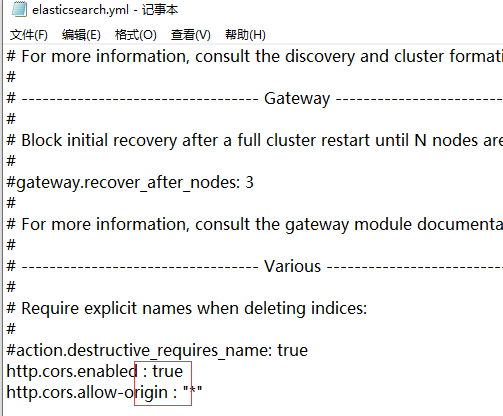 elasticsearch.yml - 记事本
文件(F) 编辑(E) 格式(O) 查看(V) 帮助(H)
# For more information, consult the discovery and cluster formati
#
# ---------------------------------- Gateway -----------------------
#
# Block initial recovery after a full cluster restart until N nodes are
#
#gateway.recover_after_nodes: 3
#
# For more information, consult the gateway module documenta
#
# ---------------------------------- Various -----------------------
#
# Require explicit names when deleting indices:
#
#action.destructive_requires_name: true
http.cors.enabled : true
http.cors.allow-origin : "*"